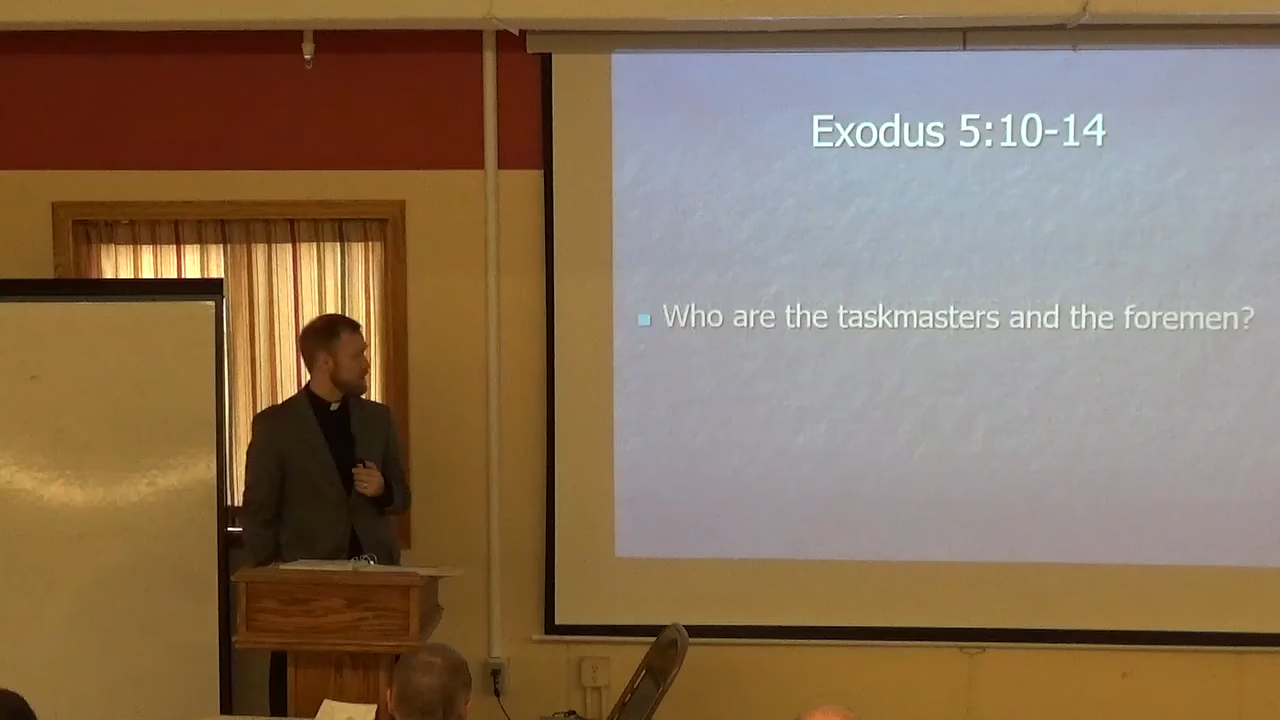 Exodus 5:10-14
Who are the taskmasters and the foremen?